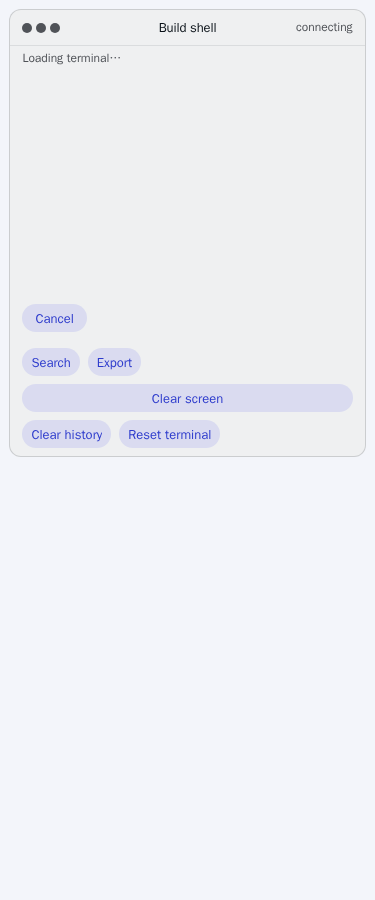 Build shell
connecting
Loading terminal⋯
Cancel
Search
Export
Clear screen
Clear history
Reset terminal